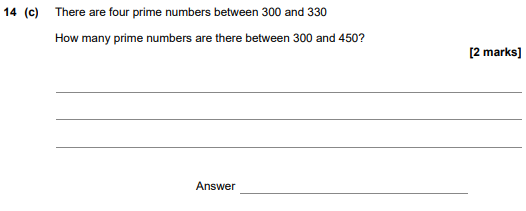 14 (c) There are four prime numbers between 300 and 330
How many prime numbers are there between 300 and 450?
[2 marks]
Answer